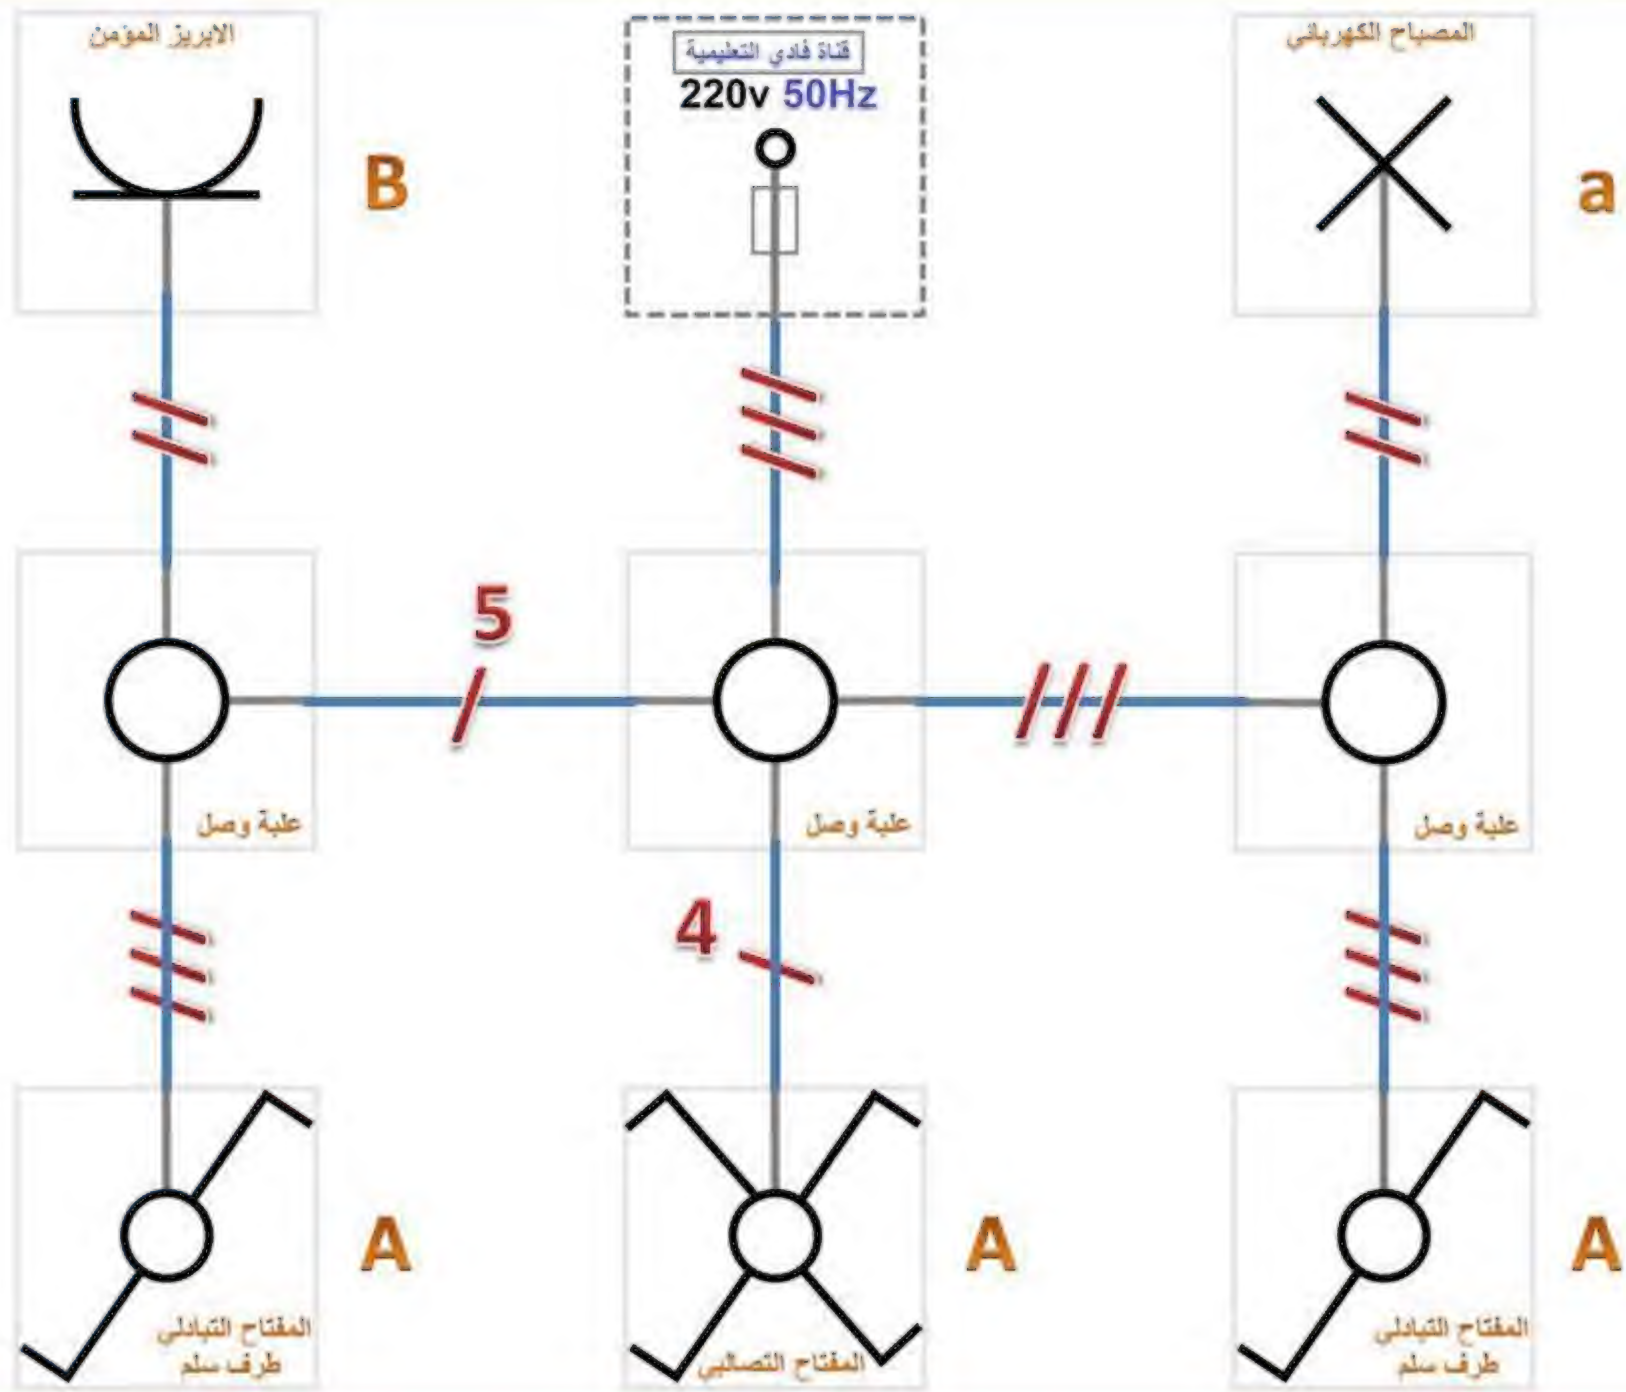 الابريز المؤمن
B
قناة فادي التعليمية
220v 50Hz
المصباح الكهربائي
a
5
علبة وصل
علبة وصل
علبة وصل
4
المفتاح التبادلي
طرف سلم
A
المفتاح التصالبي
A
المفتاح التبادلي
طرف سلم
A